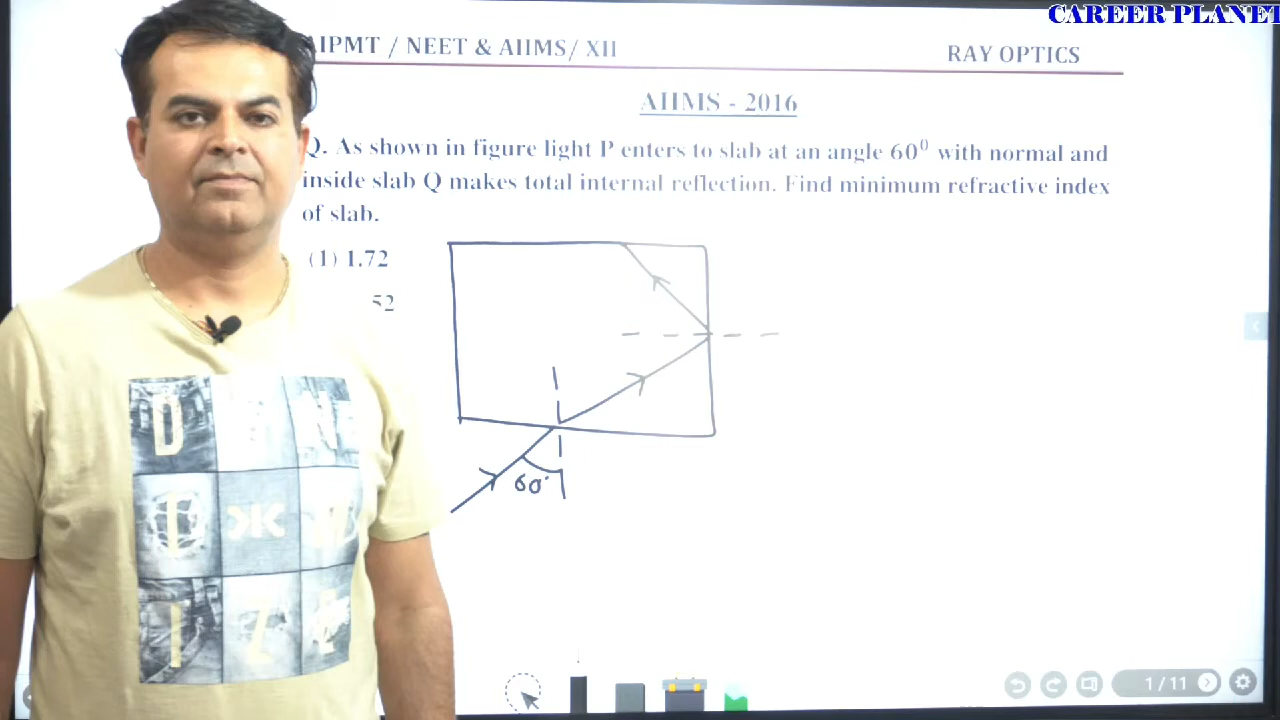 CAREER PLANET
AIPMT / NEET & AIIMS/ XII
RAY OPTICS
AIIMS - 2016
Q. As shown in figure light P enters to slab at an angle 60⁰ with normal and
inside slab Q makes total internal reflection. Find minimum refractive index
of slab.
(1) 1.72
52
60°
1 / 11